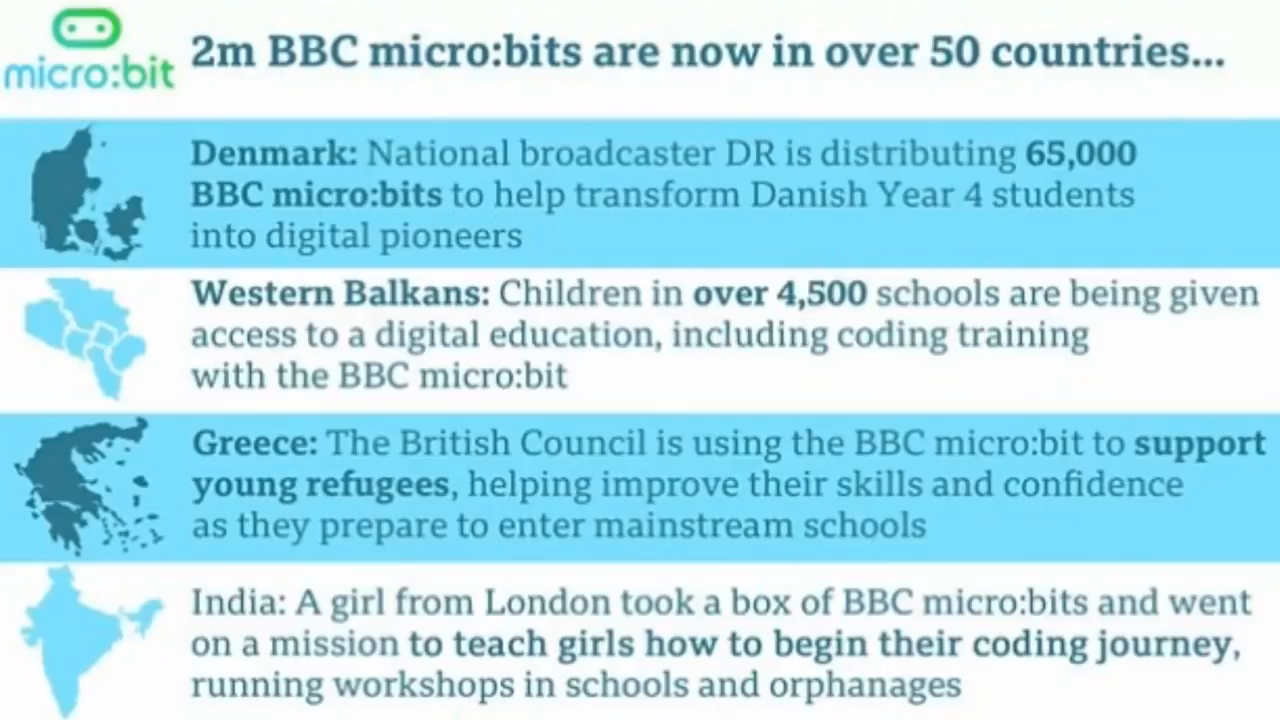 micro:bit
2m BBC micro:bits are now in over 50 countries...
Denmark: National broadcaster DR is distributing 65,000
BBC micro:bits to help transform Danish Year 4 students
into digital pioneers
Western Balkans: Children in over 4,500 schools are being given
access to a digital education, including coding training
with the BBC micro:bit
Greece: The British Council is using the BBC micro:bit to support
young refugees, helping improve their skills and confidence
as they prepare to enter mainstream schools
India: A girl from London took a box of BBC micro:bits and went
on a mission to teach girls how to begin their coding journey,
running workshops in schools and orphanages